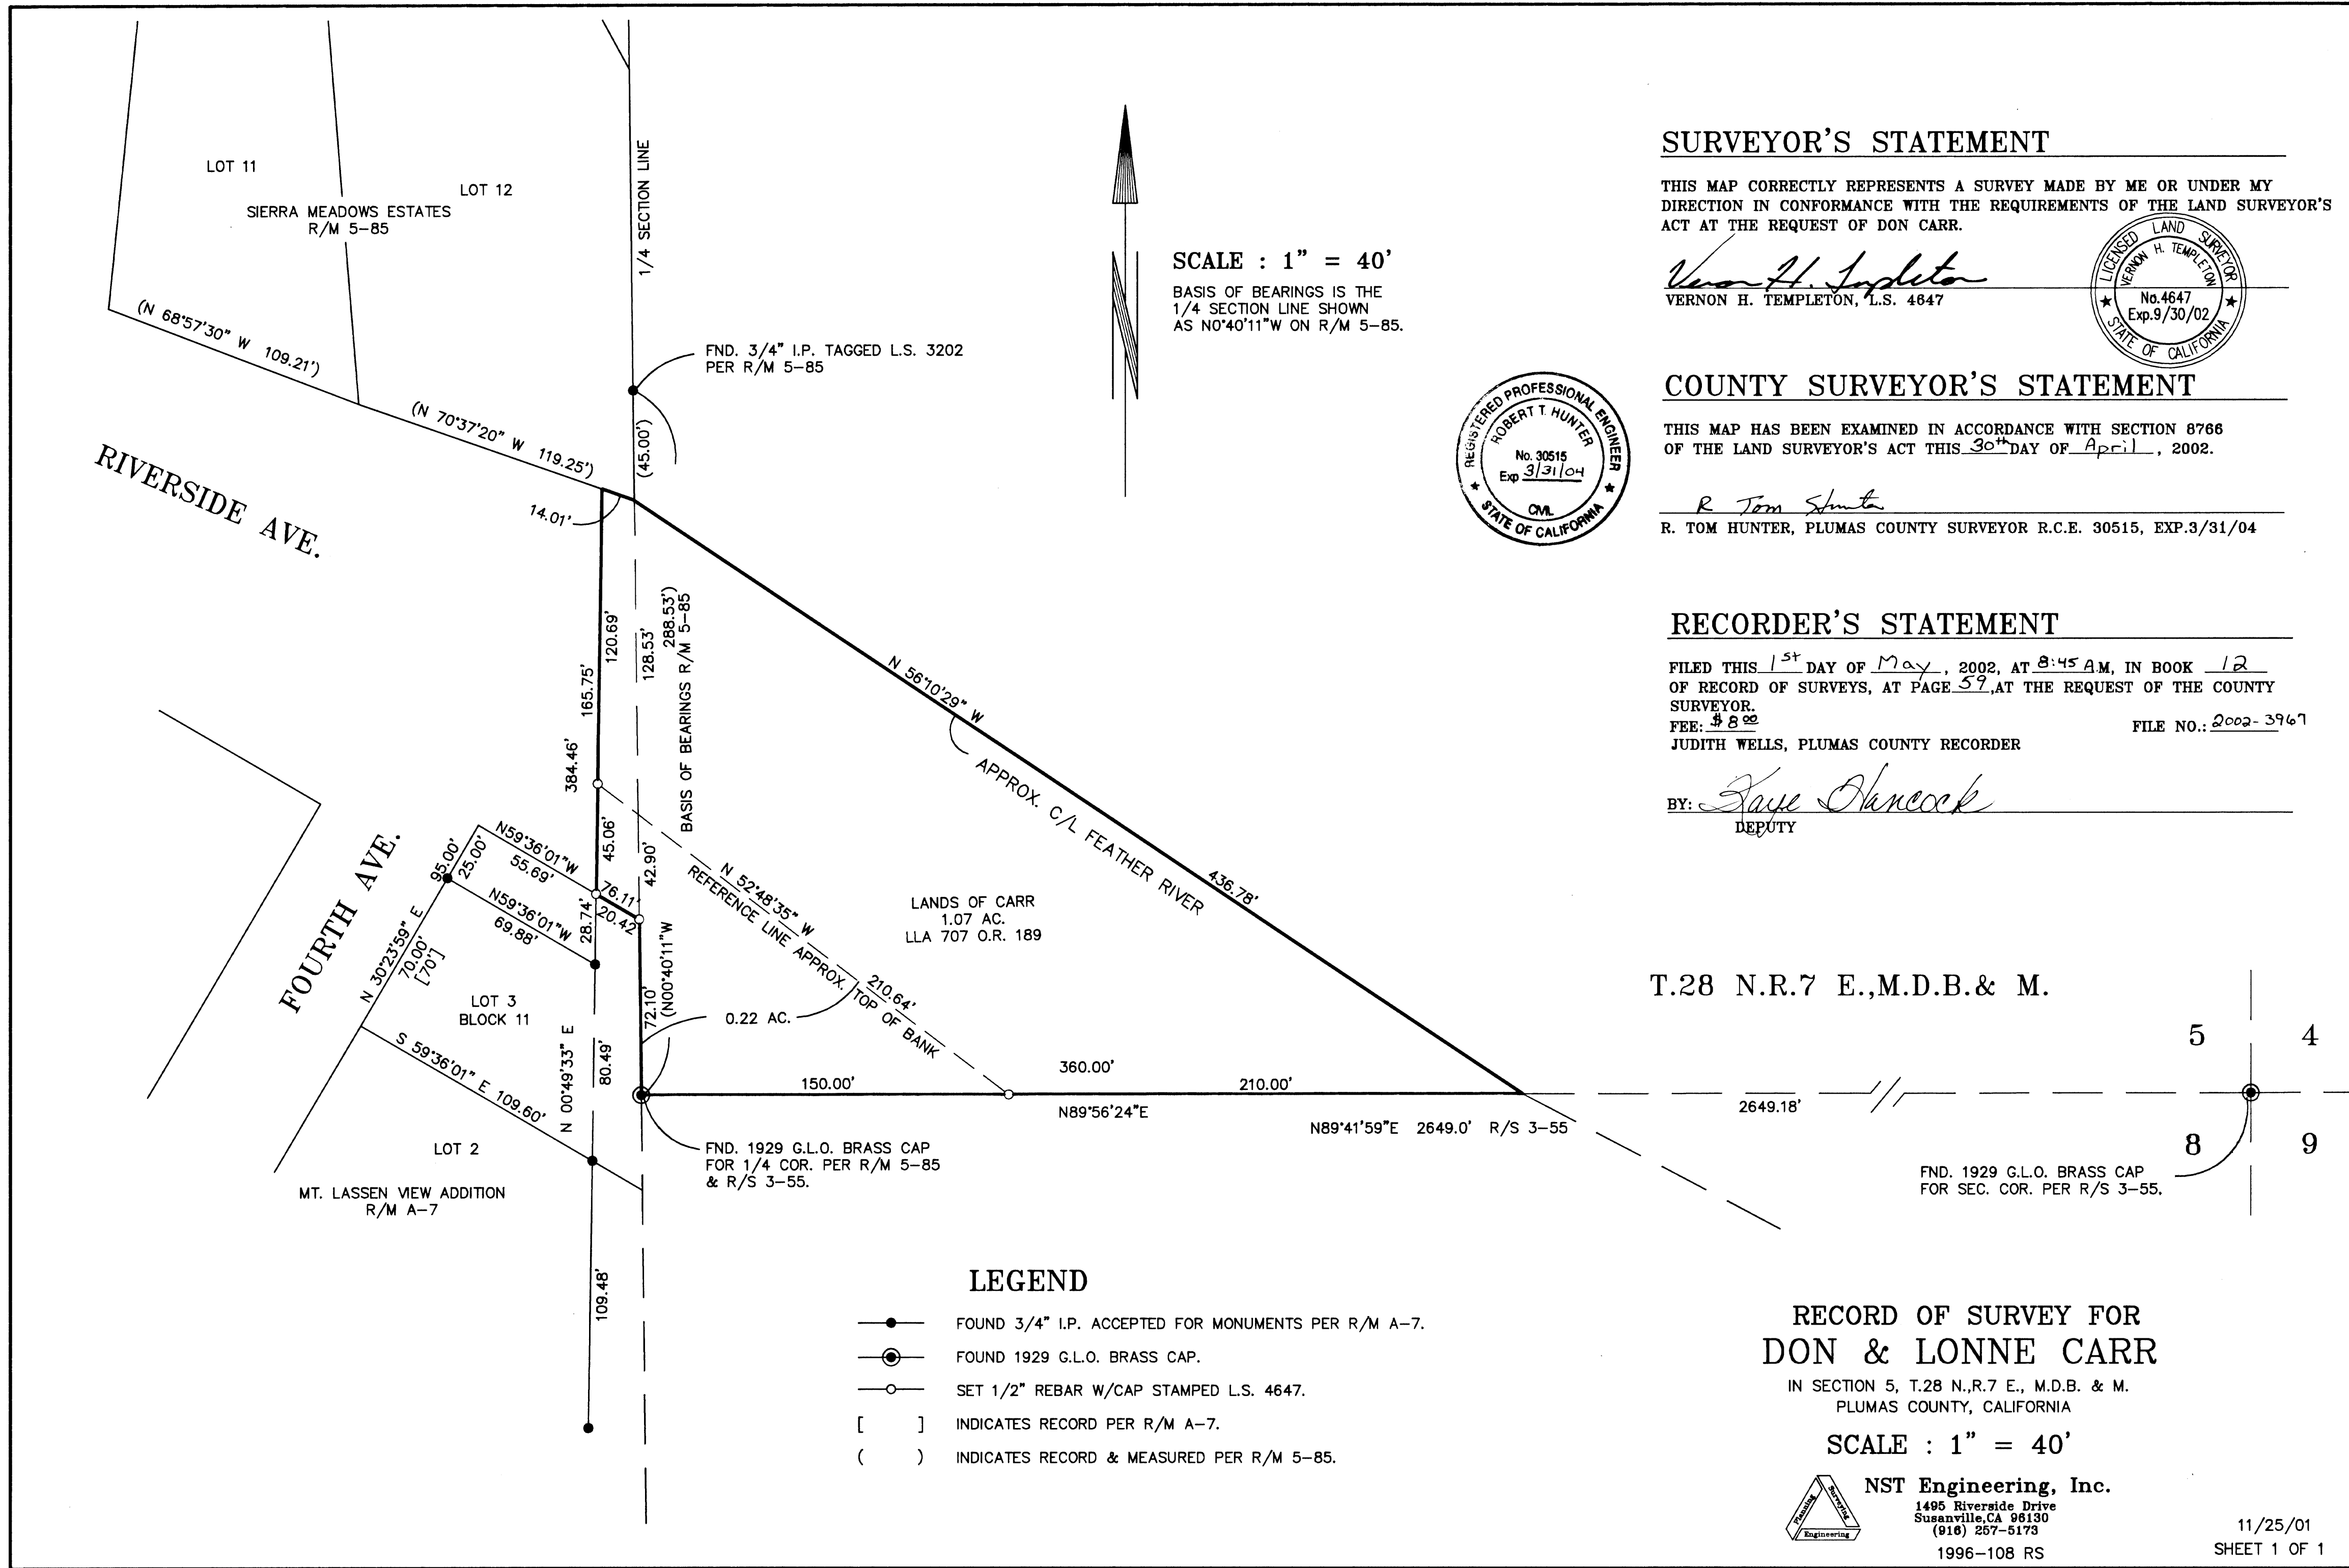 LOT 11
LOT 12
SIERRA MEADOWS ESTATES
R/M 5-85
1/4 SECTION LINE
(N 68°57'30" W 109.21')
(N 70°37'20" W 119.25')
RIVERSIDE AVE.
FND. 3/4" I.P. TAGGED L.S. 3202
PER R/M 5-85
(45.00')
14.01'
SCALE : 1" = 40'
BASIS OF BEARINGS IS THE
1/4 SECTION LINE SHOWN
AS N0°40'11"W ON R/M 5-85.
SURVEYOR'S STATEMENT
THIS MAP CORRECTLY REPRESENTS A SURVEY MADE BY ME OR UNDER MY
DIRECTION IN CONFORMANCE WITH THE REQUIREMENTS OF THE LAND SURVEYOR'S
ACT AT THE REQUEST OF DON CARR.
Vernon H. Templeton
VERNON H. TEMPLETON, L.S. 4647
LICENSED LAND SURVEYOR
VERNON H. TEMPLETON
No.4647
Exp.9/30/02
STATE OF CALIFORNIA
COUNTY SURVEYOR'S STATEMENT
THIS MAP HAS BEEN EXAMINED IN ACCORDANCE WITH SECTION 8766
OF THE LAND SURVEYOR'S ACT THIS 30th DAY OF April, 2002.
R Tom Hunter
R. TOM HUNTER, PLUMAS COUNTY SURVEYOR R.C.E. 30515, EXP.3/31/04
REGISTERED PROFESSIONAL ENGINEER
ROBERT T. HUNTER
No. 30515
Exp 3/31/04
CIVIL
STATE OF CALIFORNIA
RECORDER'S STATEMENT
FILED THIS 1st DAY OF May, 2002, AT 8:45 A.M, IN BOOK 12
OF RECORD OF SURVEYS, AT PAGE 59, AT THE REQUEST OF THE COUNTY
SURVEYOR.
FEE: $8 00
FILE NO.: 2002-3967
JUDITH WELLS, PLUMAS COUNTY RECORDER
BY: Kaye Hancock
DEPUTY
120.69'
165.75'
384.46'
45.06'
128.53'
288.53')
BASIS OF BEARINGS R/M 5-85
42.90'
N 56°10'29" W
436.78'
APPROX. C/L FEATHER RIVER
N 52°48'35" W
210.64'
REFERENCE LINE APPROX. TOP OF BANK
LANDS OF CARR
1.07 AC.
LLA 707 O.R. 189
FOURTH AVE.
95.00'
25.00'
N59°36'01"W
55.69'
76.11'
20.42
N59°36'01"W
69.88'
28.74'
N 30°23'59" E
70.00'
[70']
LOT 3
BLOCK 11
72.10'
(N00°40'11"W
0.22 AC.
S 59°36'01" E 109.60'
N 00°49'33" E
80.49'
150.00'
360.00'
210.00'
N89°56'24"E
N89°41'59"E 2649.0' R/S 3-55
2649.18'
T.28 N.R.7 E.,M.D.B.& M.
5
4
8
9
FND. 1929 G.L.O. BRASS CAP
FOR SEC. COR. PER R/S 3-55.
FND. 1929 G.L.O. BRASS CAP
FOR 1/4 COR. PER R/M 5-85
& R/S 3-55.
LOT 2
MT. LASSEN VIEW ADDITION
R/M A-7
109.48'
LEGEND
FOUND 3/4" I.P. ACCEPTED FOR MONUMENTS PER R/M A-7.
FOUND 1929 G.L.O. BRASS CAP.
SET 1/2" REBAR W/CAP STAMPED L.S. 4647.
[ ] INDICATES RECORD PER R/M A-7.
( ) INDICATES RECORD & MEASURED PER R/M 5-85.
RECORD OF SURVEY FOR
DON & LONNE CARR
IN SECTION 5, T.28 N.,R.7 E., M.D.B. & M.
PLUMAS COUNTY, CALIFORNIA
SCALE : 1" = 40'
Planning
Surveying
Engineering
NST Engineering, Inc.
1495 Riverside Drive
Susanville,CA 96130
(916) 257-5173
1996-108 RS
11/25/01
SHEET 1 OF 1